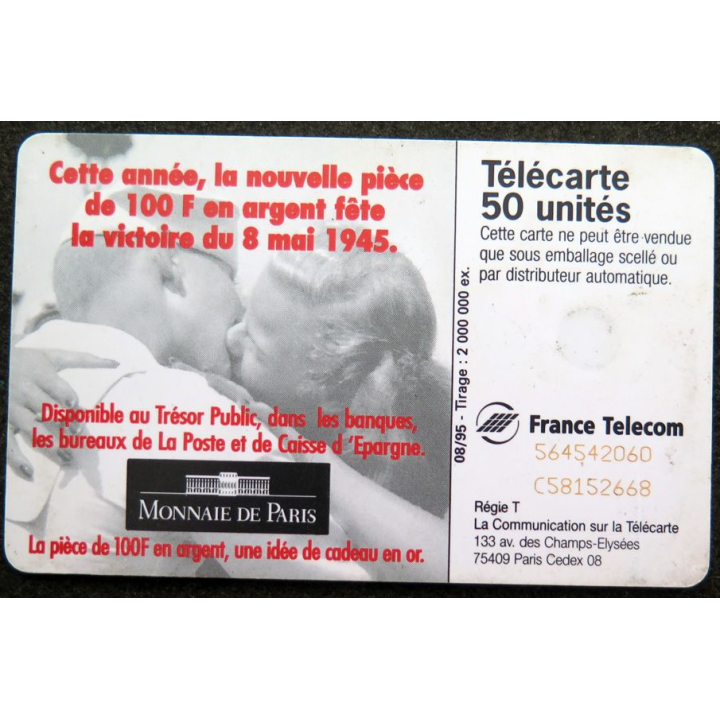 Cette année, la nouvelle pièce
de 100 F en argent fête
la victoire du 8 mai 1945.
Disponible au Trésor Public, dans les banques,
les bureaux de La Poste et de Caisse d 'Epargne.
MONNAIE DE PARIS
La pièce de 100F en argent, une idée de cadeau en or.
08/95 - Tirage : 2 000 000 ex.
Télécarte
50 unités
Cette carte ne peut être vendue
que sous emballage scellé ou
par distributeur automatique.
France Telecom
564542060
C58152668
Régie T
La Communication sur la Télécarte
133 av. des Champs-Elysées
75409 Paris Cedex 08